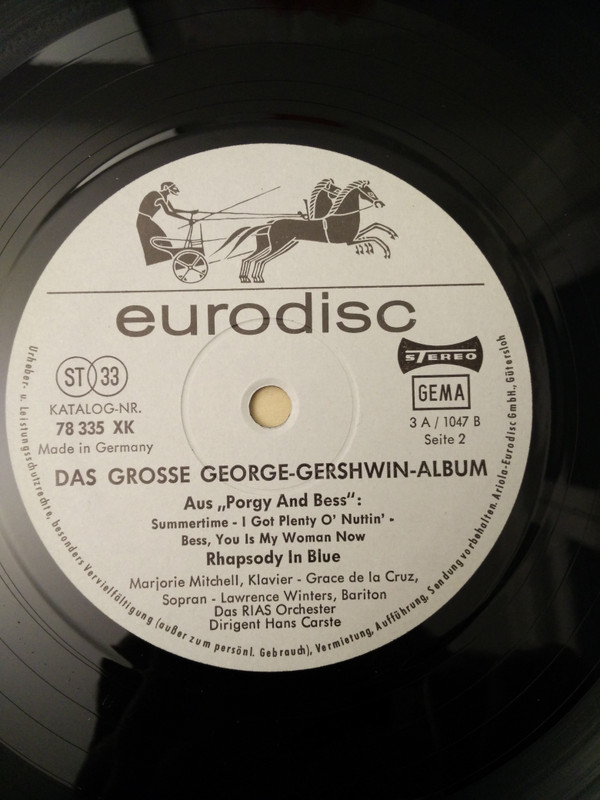 eurodisc
ST 33
KATALOG-NR.
78 335 XK
Made in Germany
STEREO
GEMA
3 A / 1047 B
Seite 2
DAS GROSSE GEORGE-GERSHWIN-ALBUM
Aus „Porgy And Bess“:
Summertime - I Got Plenty O' Nuttin' -
Bess, You Is My Woman Now
Rhapsody In Blue
Marjorie Mitchell, Klavier - Grace de la Cruz,
Sopran - Lawrence Winters, Bariton
Das RIAS Orchester
Dirigent Hans Carste
Urheber- u. Leistungsschutzrechte, besonders Vervielfältigung (außer zum persönl. Gebrauch), Vermietung, Aufführung, Sendung vorbehalten. Ariola-Eurodisc GmbH., Gütersloh